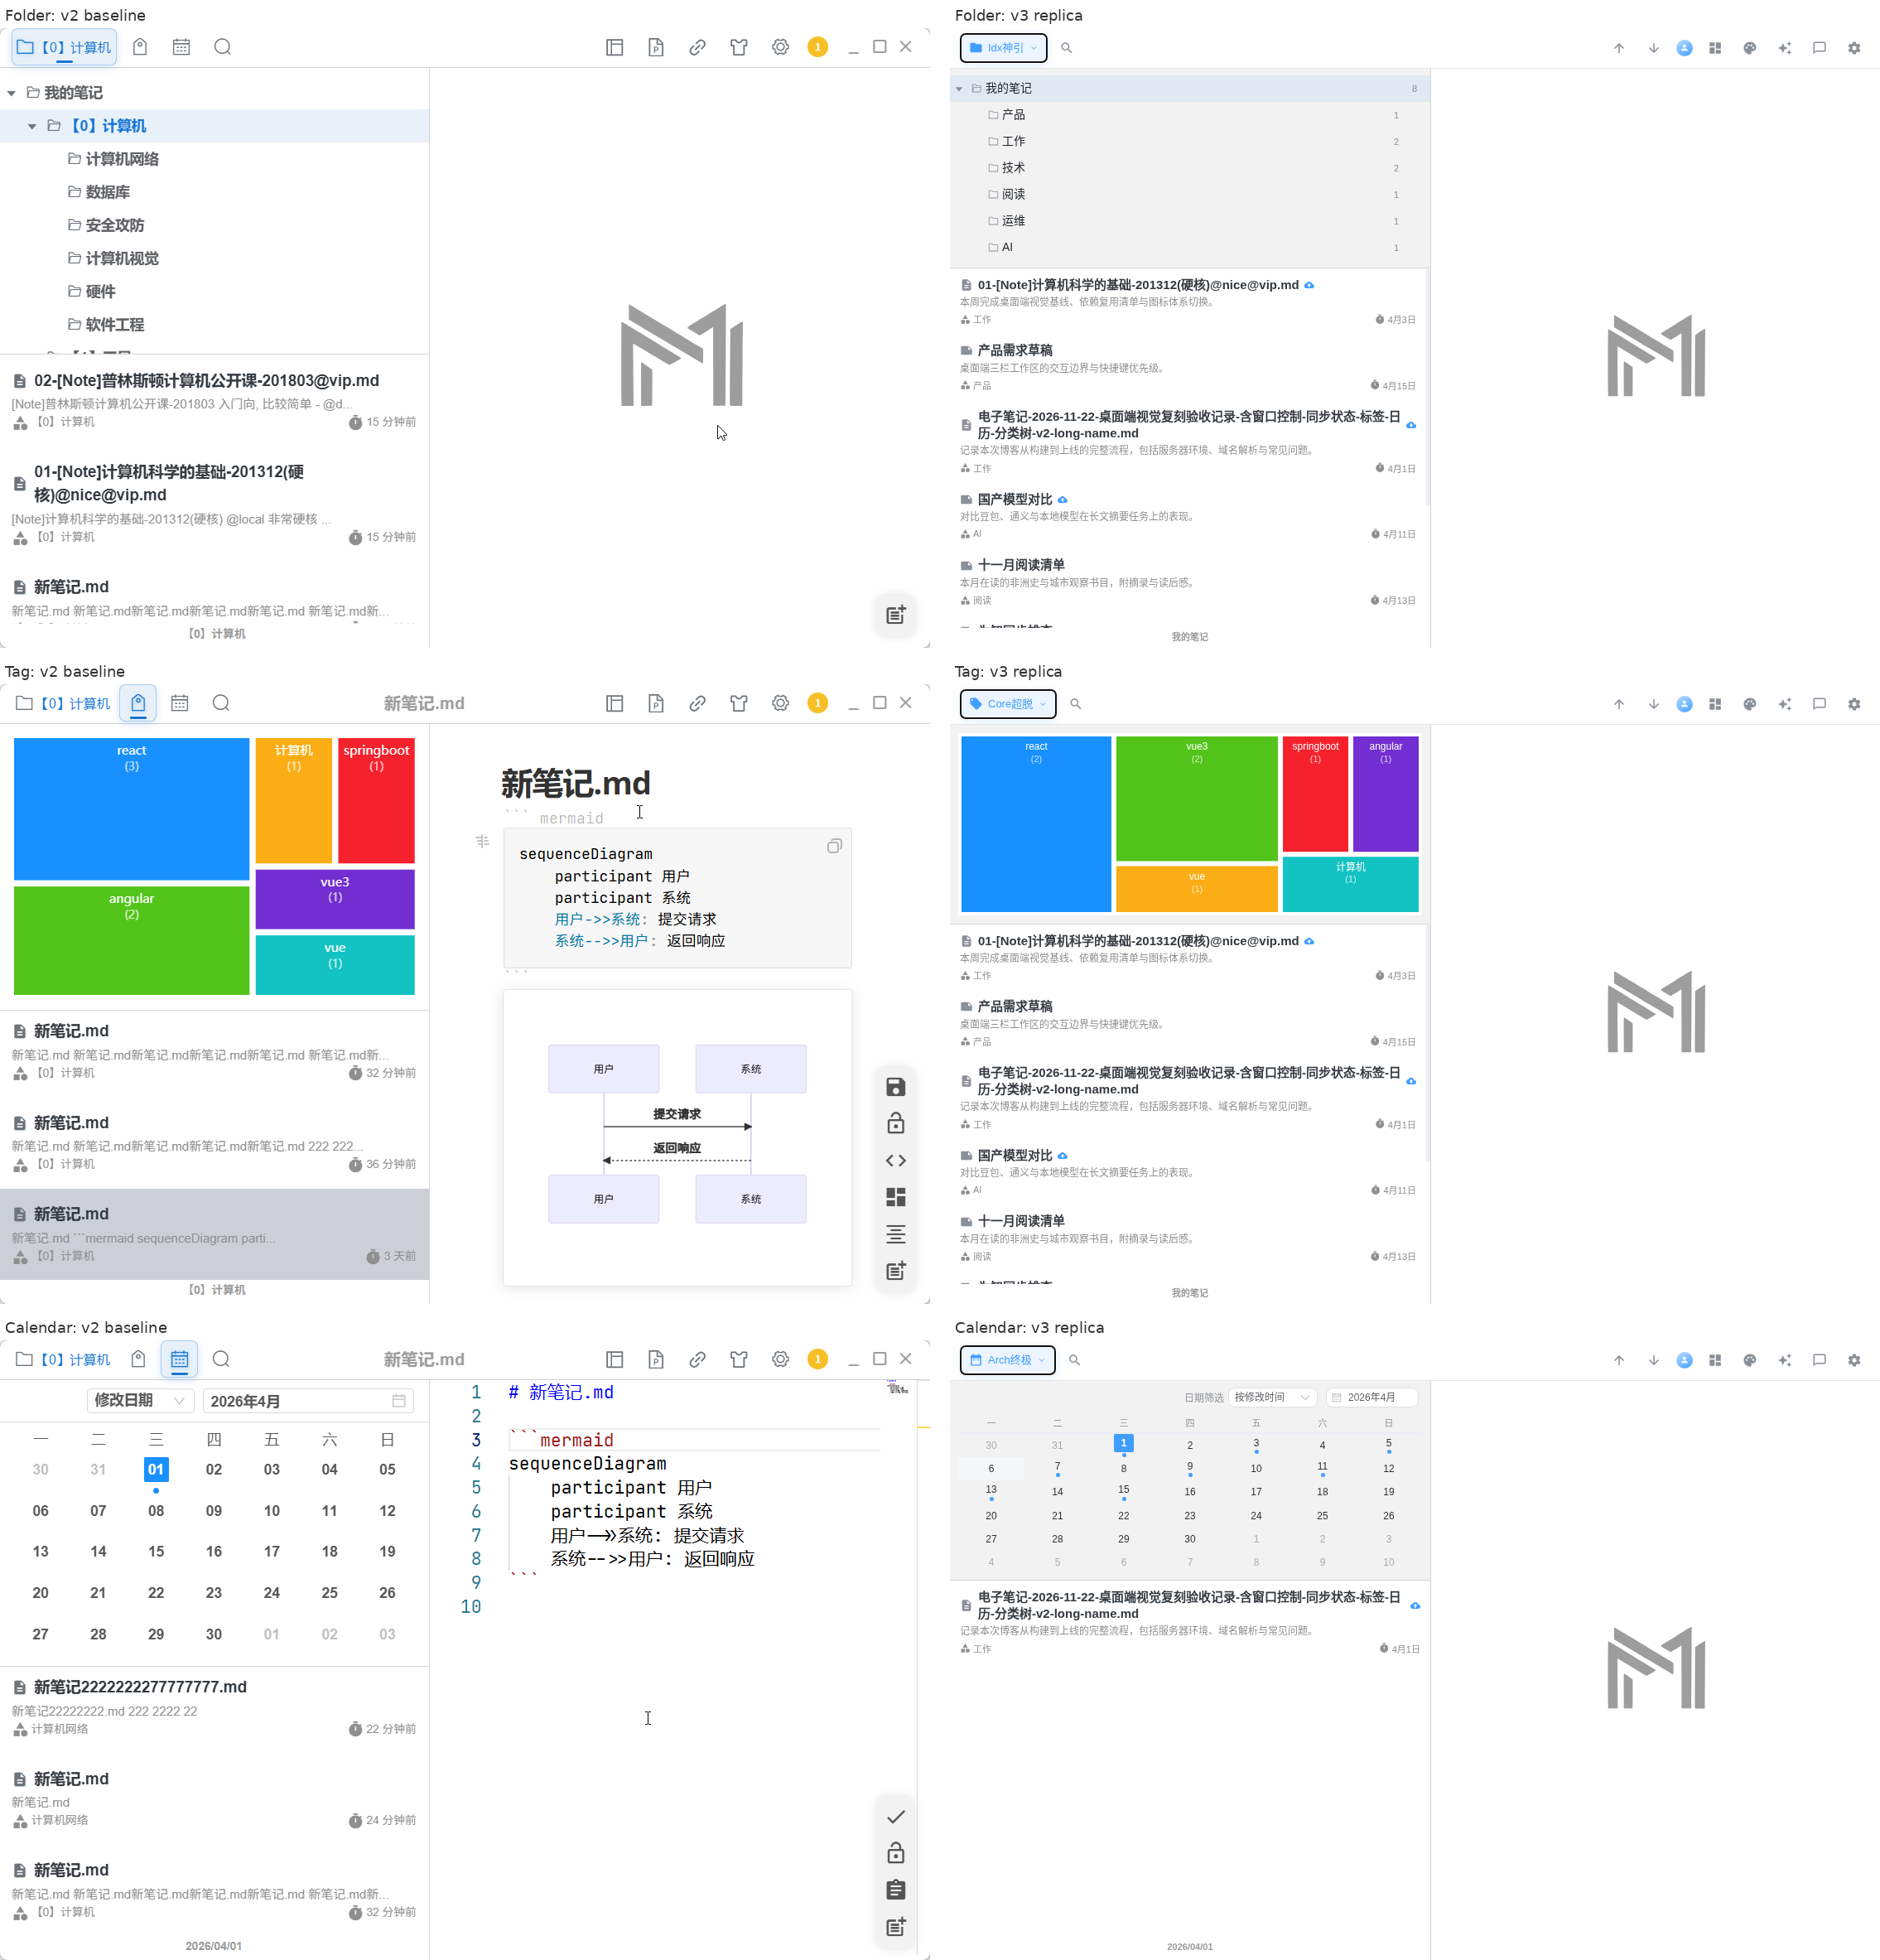 Folder: v2 baseline
【0】计算机
1
我的笔记
【0】计算机
计算机网络
数据库
安全攻防
计算机视觉
硬件
软件工程
02-[Note]普林斯顿计算机公开课-201803@vip.md
[Note]普林斯顿计算机公开课-201803 入门向, 比较简单 - @d...
【0】计算机
15 分钟前
01-[Note]计算机科学的基础-201312(硬
核)@nice@vip.md
[Note]计算机科学的基础-201312(硬核) @local 非常硬核 ...
【0】计算机
15 分钟前
新笔记.md
新笔记.md 新笔记.md新笔记.md新笔记.md新笔记.md 新笔记.md新...
【0】计算机
Folder: v3 replica
Idx神引
我的笔记 8
产品 1
工作 2
技术 2
阅读 1
运维 1
AI 1
01-[Note]计算机科学的基础-201312(硬核)@nice@vip.md
本周完成桌面端视觉基线、依赖复用清单与图标体系切换。
工作 4月3日
产品需求草稿
桌面端三栏工作区的交互边界与快捷键优先级。
产品 4月15日
电子笔记-2026-11-22-桌面端视觉复刻验收记录-含窗口控制-同步状态-标签-日
历-分类树-v2-long-name.md
记录本次博客从构建到上线的完整流程，包括服务器环境、域名解析与常见问题。
工作 4月1日
国产模型对比
对比豆包、通义与本地模型在长文摘要任务上的表现。
AI 4月11日
十一月阅读清单
本月在读的非洲史与城市观察书目，附摘录与读后感。
阅读 4月13日
我的笔记
Tag: v2 baseline
【0】计算机
新笔记.md
1
react
(3)
计算机
(1)
springboot
(1)
angular
(2)
vue3
(1)
vue
(1)
新笔记.md
新笔记.md 新笔记.md新笔记.md新笔记.md新笔记.md 新笔记.md新...
【0】计算机
32 分钟前
新笔记.md
新笔记.md 新笔记.md新笔记.md新笔记.md新笔记.md 222 222...
【0】计算机
36 分钟前
新笔记.md
新笔记.md ```mermaid sequenceDiagram parti...
【0】计算机
3 天前
【0】计算机
新笔记.md
``` mermaid
sequenceDiagram
participant 用户
participant 系统
用户->>系统: 提交请求
系统-->>用户: 返回响应
```
用户 系统
提交请求
返回响应
用户 系统
Tag: v3 replica
Core超脱
react
(2)
vue3
(2)
springboot
(1)
angular
(1)
vue
(1)
计算机
(1)
01-[Note]计算机科学的基础-201312(硬核)@nice@vip.md
本周完成桌面端视觉基线、依赖复用清单与图标体系切换。
工作 4月3日
产品需求草稿
桌面端三栏工作区的交互边界与快捷键优先级。
产品 4月15日
电子笔记-2026-11-22-桌面端视觉复刻验收记录-含窗口控制-同步状态-标签-日
历-分类树-v2-long-name.md
记录本次博客从构建到上线的完整流程，包括服务器环境、域名解析与常见问题。
工作 4月1日
国产模型对比
对比豆包、通义与本地模型在长文摘要任务上的表现。
AI 4月11日
十一月阅读清单
本月在读的非洲史与城市观察书目，附摘录与读后感。
阅读 4月13日
我的笔记
Calendar: v2 baseline
【0】计算机
新笔记.md
1
修改日期 2026年4月
一 二 三 四 五 六 日
30 31 01 02 03 04 05
06 07 08 09 10 11 12
13 14 15 16 17 18 19
20 21 22 23 24 25 26
27 28 29 30 01 02 03
新笔记2222222277777777.md
新笔记22222222.md 222 2222 22
计算机网络
22 分钟前
新笔记.md
新笔记.md
计算机网络
24 分钟前
新笔记.md
新笔记.md 新笔记.md新笔记.md新笔记.md新笔记.md 新笔记.md新...
【0】计算机
32 分钟前
2026/04/01
1 # 新笔记.md
2
3 ```mermaid
4 sequenceDiagram
5 participant 用户
6 participant 系统
7 用户->>系统: 提交请求
8 系统-->>用户: 返回响应
9 ```
10
Calendar: v3 replica
Arch终极
日期筛选 按修改时间 2026年4月
一 二 三 四 五 六 日
30 31 1 2 3 4 5
6 7 8 9 10 11 12
13 14 15 16 17 18 19
20 21 22 23 24 25 26
27 28 29 30 1 2 3
4 5 6 7 8 9 10
电子笔记-2026-11-22-桌面端视觉复刻验收记录-含窗口控制-同步状态-标签-日
历-分类树-v2-long-name.md
记录本次博客从构建到上线的完整流程，包括服务器环境、域名解析与常见问题。
工作 4月1日
2026/04/01